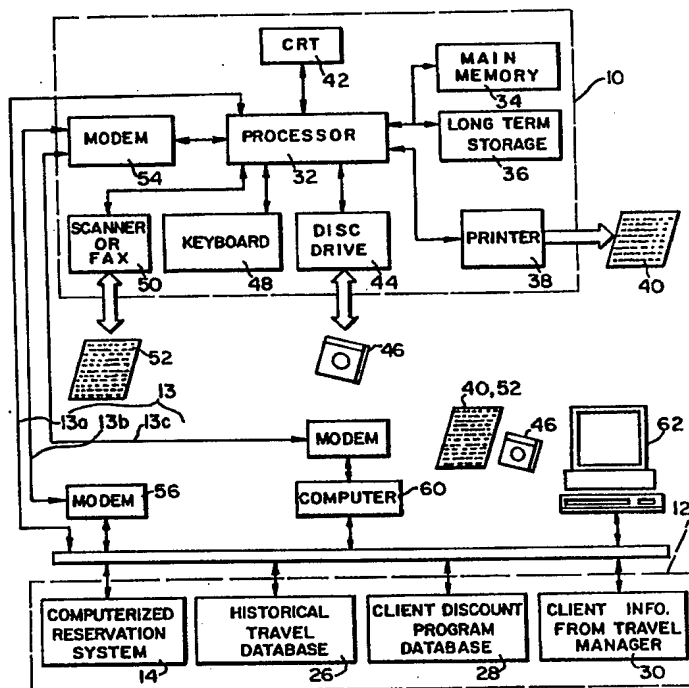 CRT
42
MAIN
MEMORY
34
10
MODEM
54
PROCESSOR
32
LONG TERM
STORAGE
36
SCANNER
OR
FAX
50
KEYBOARD
48
DISC
DRIVE
44
PRINTER
38
40
52
46
13
13a
13b
13c
40,52
46
62
MODEM
MODEM
56
COMPUTER
60
12
COMPUTERIZED
RESERVATION
SYSTEM
14
HISTORICAL
TRAVEL
DATABASE
26
CLIENT DISCOUNT
PROGRAM
DATABASE
28
CLIENT INFO.
FROM TRAVEL
MANAGER
30